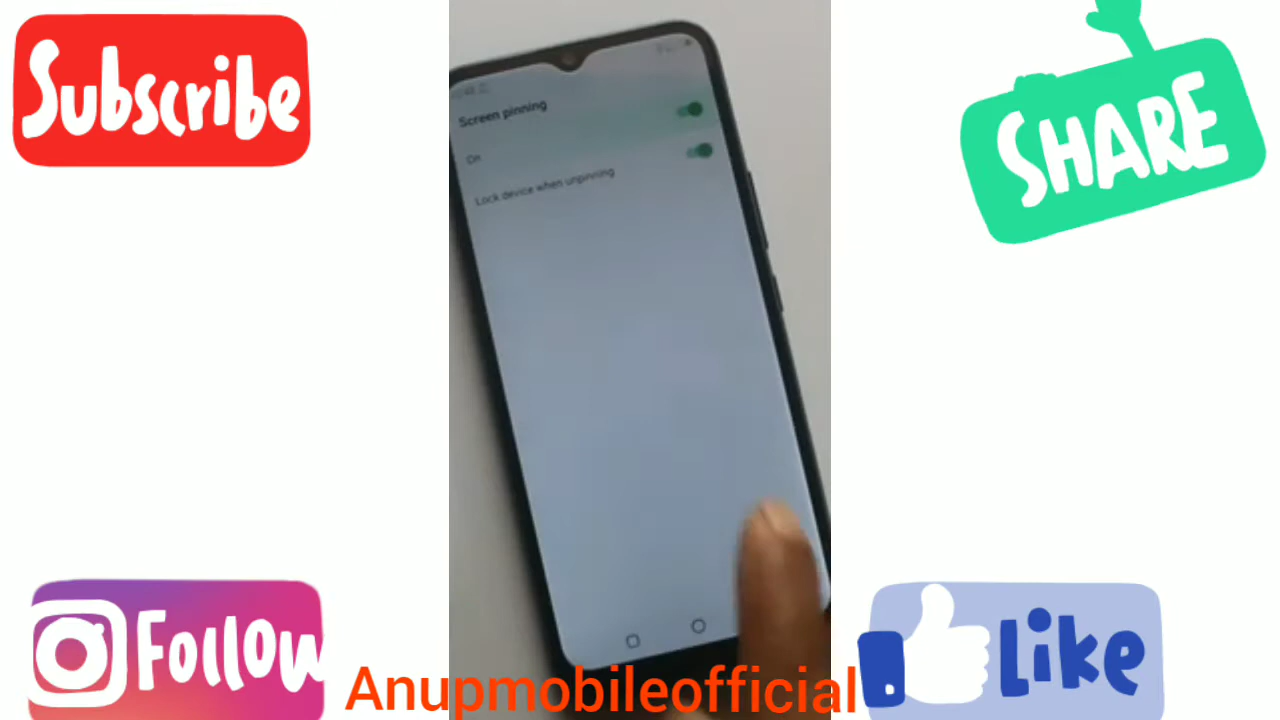 Subscribe
SHARE
Screen pinning
On
Lock device when unpinning
Follow
Like
Anupmobileofficial